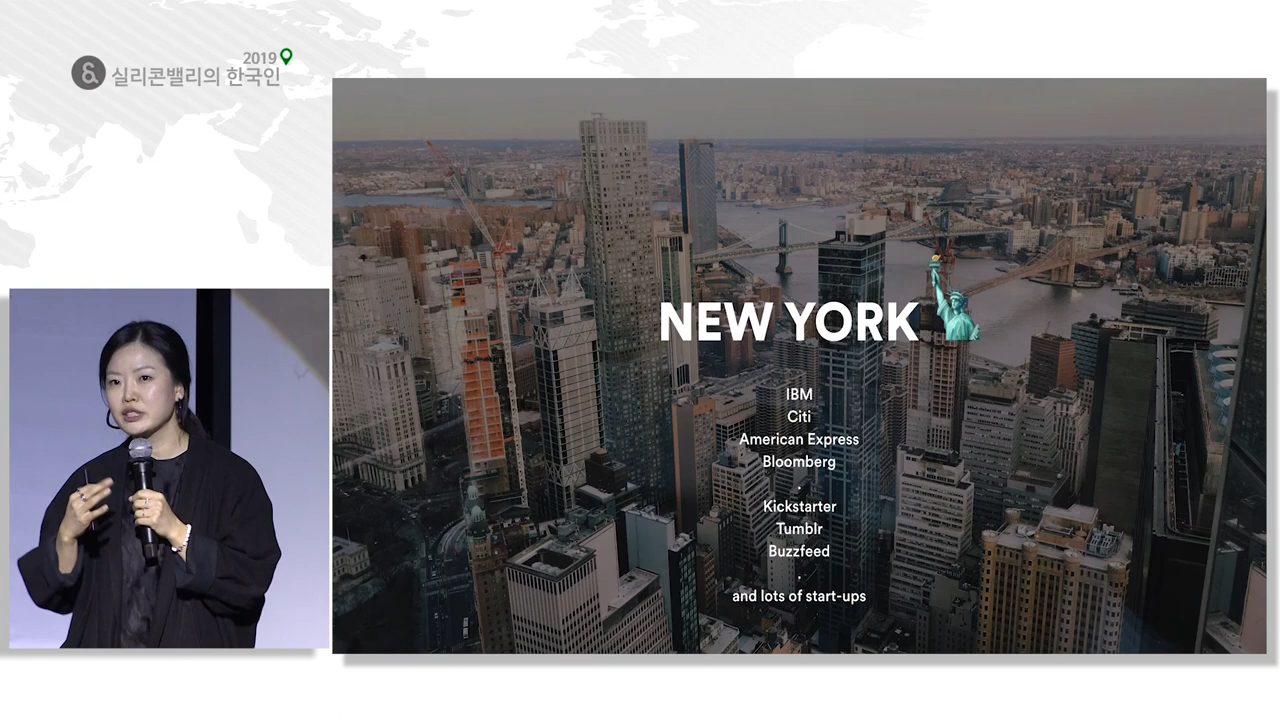 2019
& 실리콘밸리의 한국인
NEW YORK
IBM
Citi
American Express
Bloomberg
.
Kickstarter
Tumblr
Buzzfeed
.
and lots of start-ups